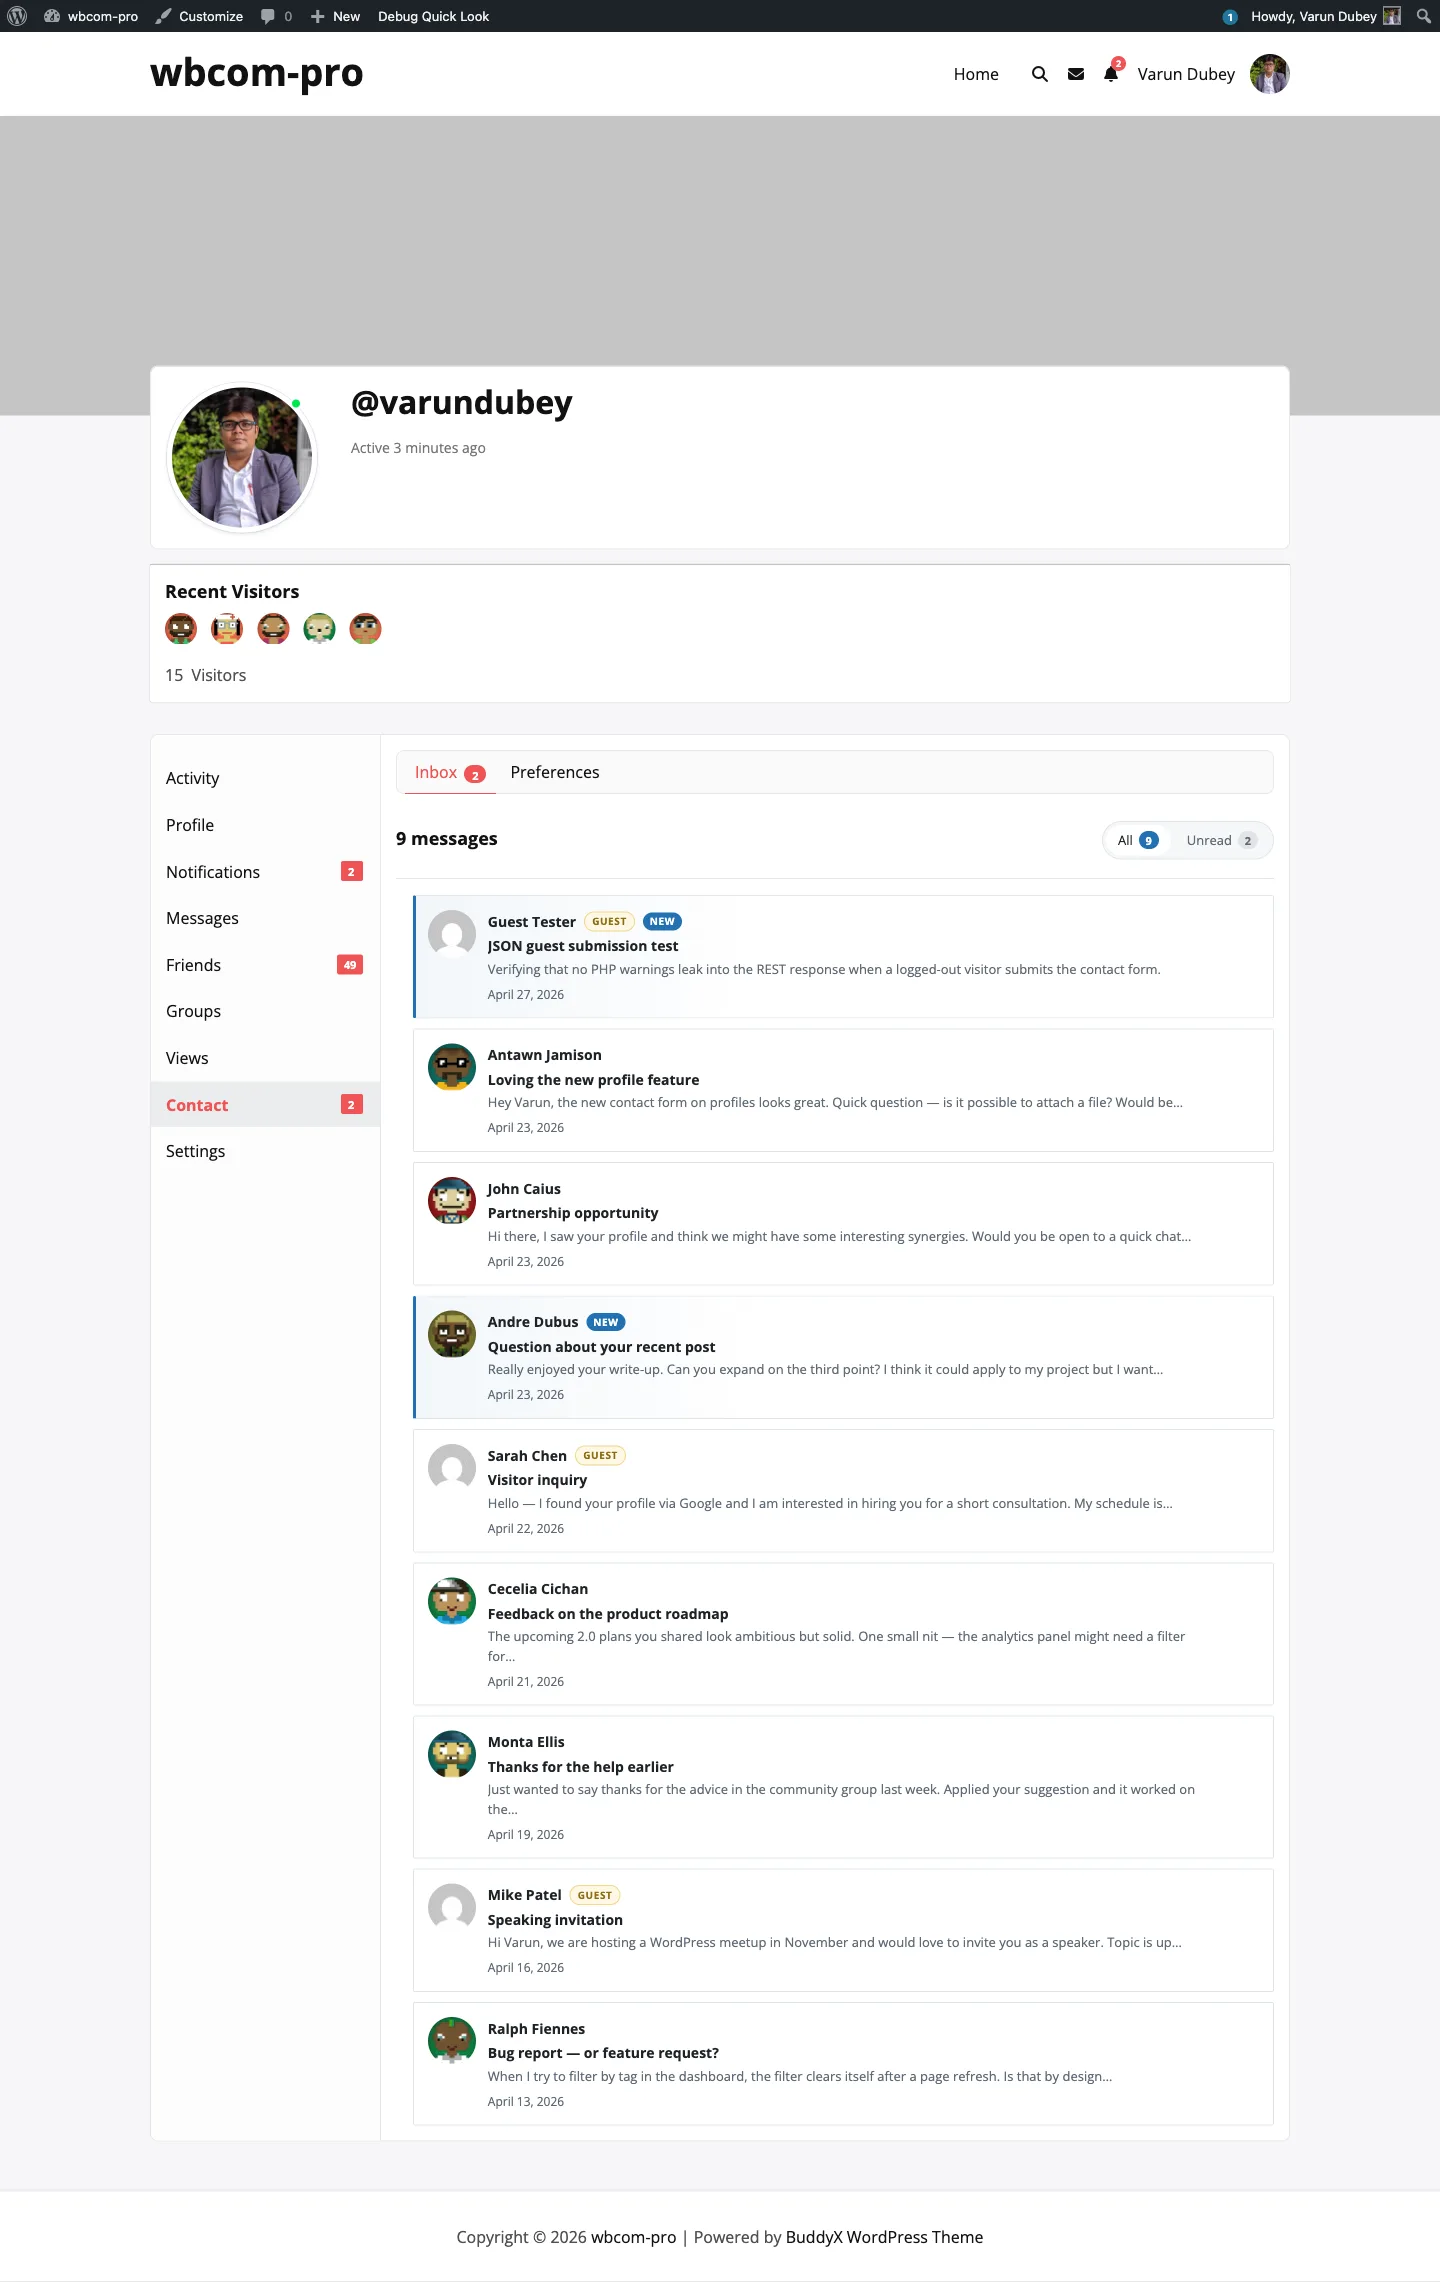 wbcom-pro Customize 0 New Debug Quick Look 1 Howdy, Varun Dubey
wbcom-pro
Home 2 Varun Dubey
@varundubey
Active 3 minutes ago
Recent Visitors
15 Visitors
Activity
Profile
Notifications 2
Messages
Friends 49
Groups
Views
Contact 2
Settings
Inbox 2 Preferences
9 messages
All 9 Unread 2
Guest Tester GUEST NEW
JSON guest submission test
Verifying that no PHP warnings leak into the REST response when a logged-out visitor submits the contact form.
April 27, 2026
Antawn Jamison
Loving the new profile feature
Hey Varun, the new contact form on profiles looks great. Quick question — is it possible to attach a file? Would be...
April 23, 2026
John Caius
Partnership opportunity
Hi there, I saw your profile and think we might have some interesting synergies. Would you be open to a quick chat...
April 23, 2026
Andre Dubus NEW
Question about your recent post
Really enjoyed your write-up. Can you expand on the third point? I think it could apply to my project but I want...
April 23, 2026
Sarah Chen GUEST
Visitor inquiry
Hello — I found your profile via Google and I am interested in hiring you for a short consultation. My schedule is...
April 22, 2026
Cecelia Cichan
Feedback on the product roadmap
The upcoming 2.0 plans you shared look ambitious but solid. One small nit — the analytics panel might need a filter
for...
April 21, 2026
Monta Ellis
Thanks for the help earlier
Just wanted to say thanks for the advice in the community group last week. Applied your suggestion and it worked on
the...
April 19, 2026
Mike Patel GUEST
Speaking invitation
Hi Varun, we are hosting a WordPress meetup in November and would love to invite you as a speaker. Topic is up...
April 16, 2026
Ralph Fiennes
Bug report — or feature request?
When I try to filter by tag in the dashboard, the filter clears itself after a page refresh. Is that by design...
April 13, 2026
Copyright © 2026 wbcom-pro | Powered by BuddyX WordPress Theme